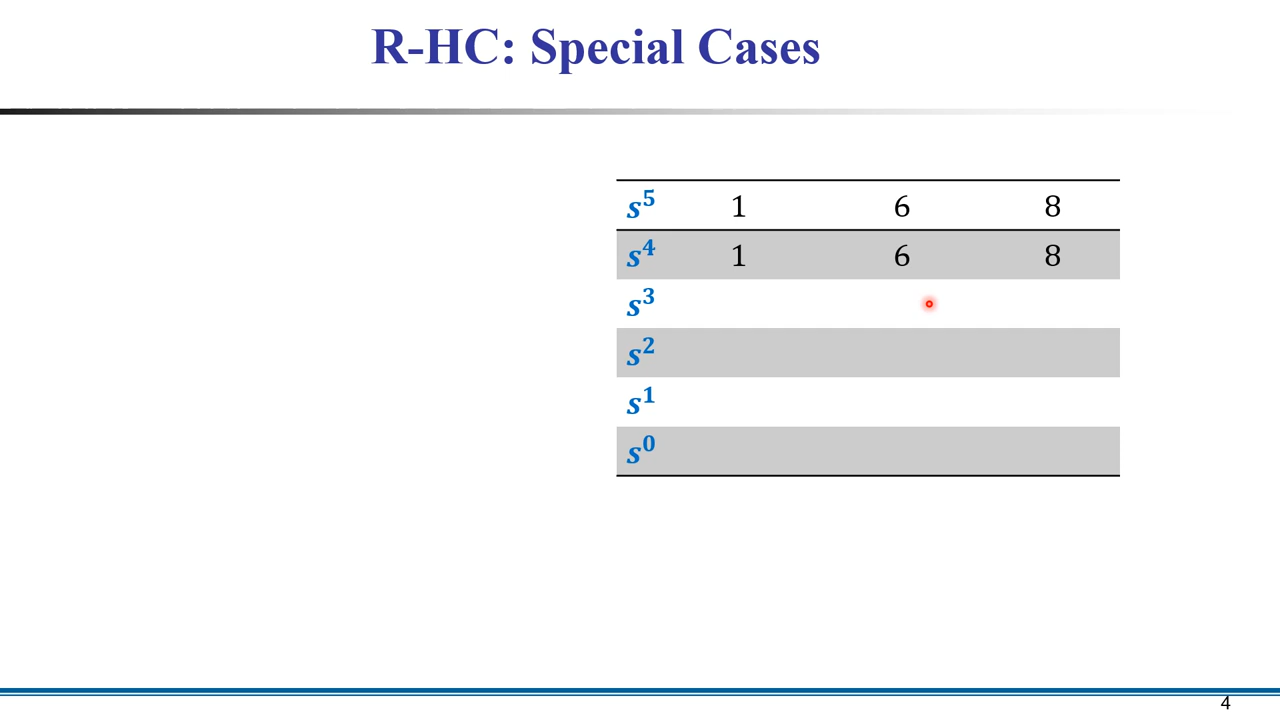 R-HC: Special Cases
s⁵ 1 6 8
s⁴ 1 6 8
s³
s²
s¹
s⁰
4